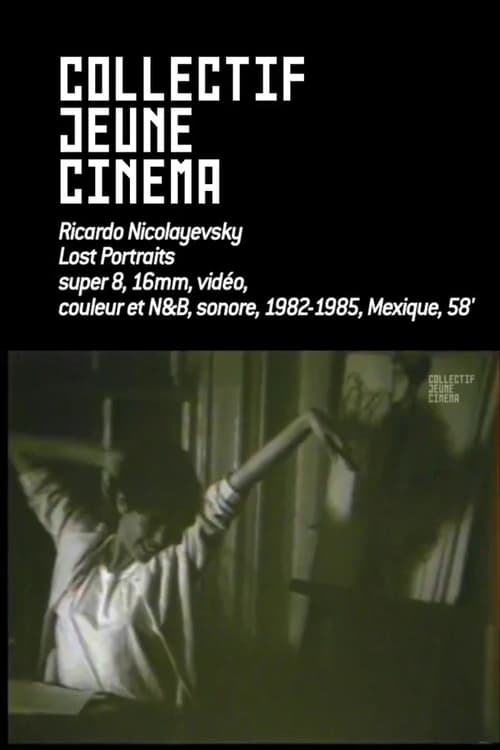 COLLECTIF
JEUNE
CINEMA
Ricardo Nicolayevsky
Lost Portraits
super 8, 16mm, vidéo,
couleur et N&B, sonore, 1982-1985, Mexique, 58'
COLLECTIF
JEUNE
CINEMA